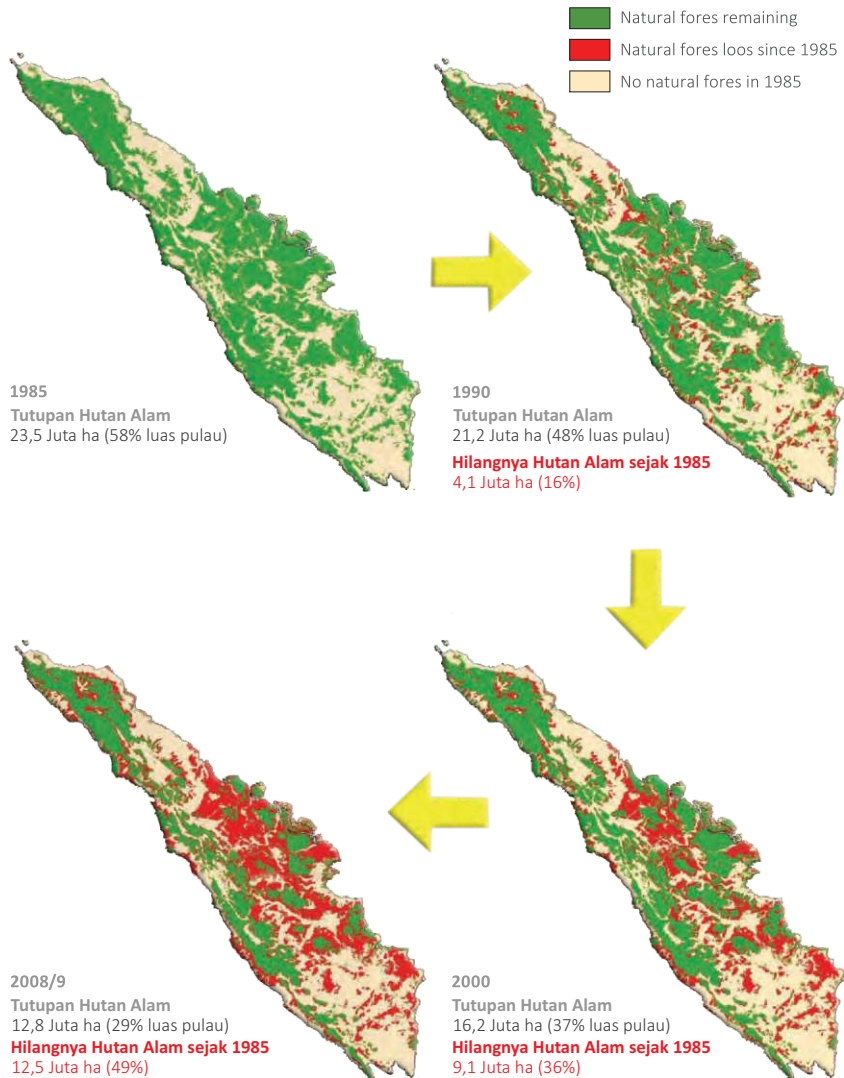 Natural fores remaining
Natural fores loos since 1985
No natural fores in 1985
1985
Tutupan Hutan Alam
23,5 Juta ha (58% luas pulau)
1990
Tutupan Hutan Alam
21,2 Juta ha (48% luas pulau)
Hilangnya Hutan Alam sejak 1985
4,1 Juta ha (16%)
2008/9
Tutupan Hutan Alam
12,8 Juta ha (29% luas pulau)
Hilangnya Hutan Alam sejak 1985
12,5 Juta ha (49%)
2000
Tutupan Hutan Alam
16,2 Juta ha (37% luas pulau)
Hilangnya Hutan Alam sejak 1985
9,1 Juta ha (36%)